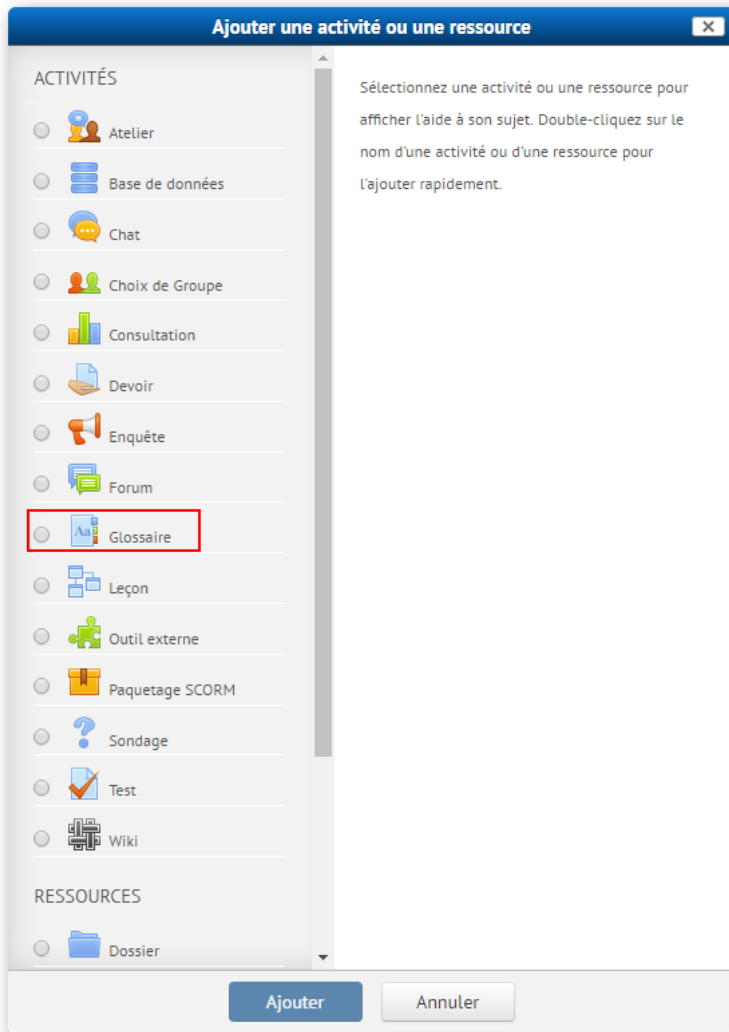 Ajouter une activité ou une ressource
ACTIVITÉS
Atelier
Base de données
Chat
Choix de Groupe
Consultation
Devoir
Enquête
Forum
Aa
Glossaire
Leçon
Outil externe
Paquetage SCORM
Sondage
Test
Wiki
RESSOURCES
Dossier
Sélectionnez une activité ou une ressource pour
afficher l'aide à son sujet. Double-cliquez sur le
nom d'une activité ou d'une ressource pour
l'ajouter rapidement.
Ajouter
Annuler